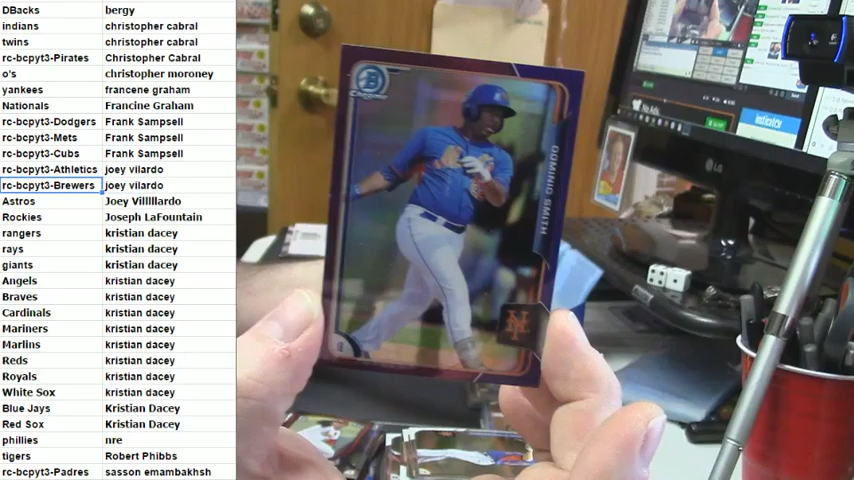 DBacks bergy
indians christopher cabral
twins christopher cabral
rc-bcpyt3-Pirates Christopher Cabral
o's christopher moroney
yankees francene graham
Nationals Francine Graham
rc-bcpyt3-Dodgers Frank Sampsell
rc-bcpyt3-Mets Frank Sampsell
rc-bcpyt3-Cubs Frank Sampsell
rc-bcpyt3-Athletics joey vilardo
rc-bcpyt3-Brewers joey vilardo
Astros Joey Villlllardo
Rockies Joseph LaFountain
rangers kristian dacey
rays kristian dacey
giants kristian dacey
Angels kristian dacey
Braves kristian dacey
Cardinals kristian dacey
Mariners kristian dacey
Marlins kristian dacey
Reds kristian dacey
Royals kristian dacey
White Sox kristian dacey
Blue Jays Kristian Dacey
Red Sox Kristian Dacey
phillies nre
tigers Robert Phibbs
rc-bcpyt3-Padres sasson emambakhsh
B
Chrome
DOMINIC SMITH
NY
LG